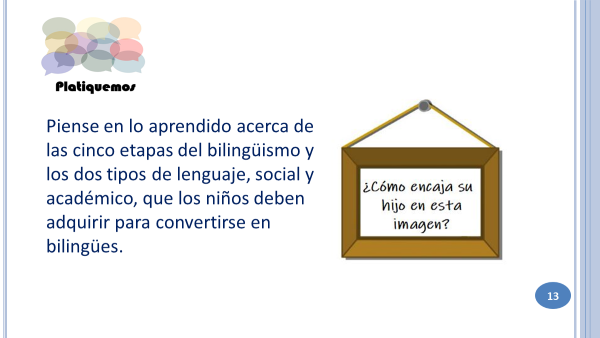 Platiquemos
Piense en lo aprendido acerca de
las cinco etapas del bilingüismo y
los dos tipos de lenguaje, social y
académico, que los niños deben
adquirir para convertirse en
bilingües.
¿Cómo encaja su
hijo en esta
imagen?
13